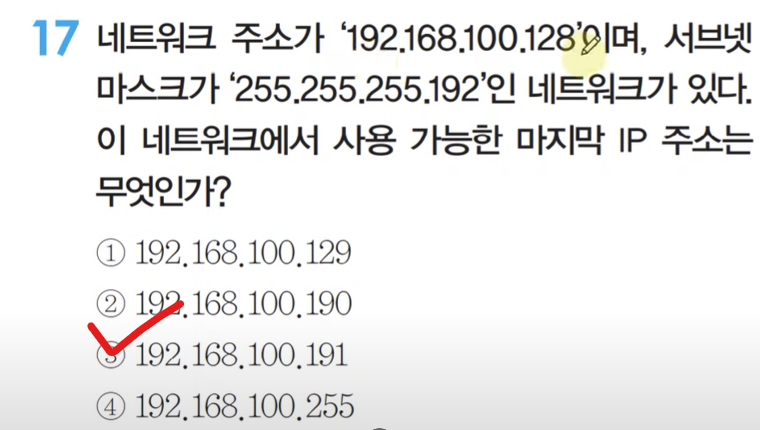 17 네트워크 주소가 ‘192.168.100.128’이며, 서브넷
마스크가 ‘255.255.255.192’인 네트워크가 있다.
이 네트워크에서 사용 가능한 마지막 IP 주소는
무엇인가?
① 192.168.100.129
② 192.168.100.190
③ 192.168.100.191
④ 192.168.100.255